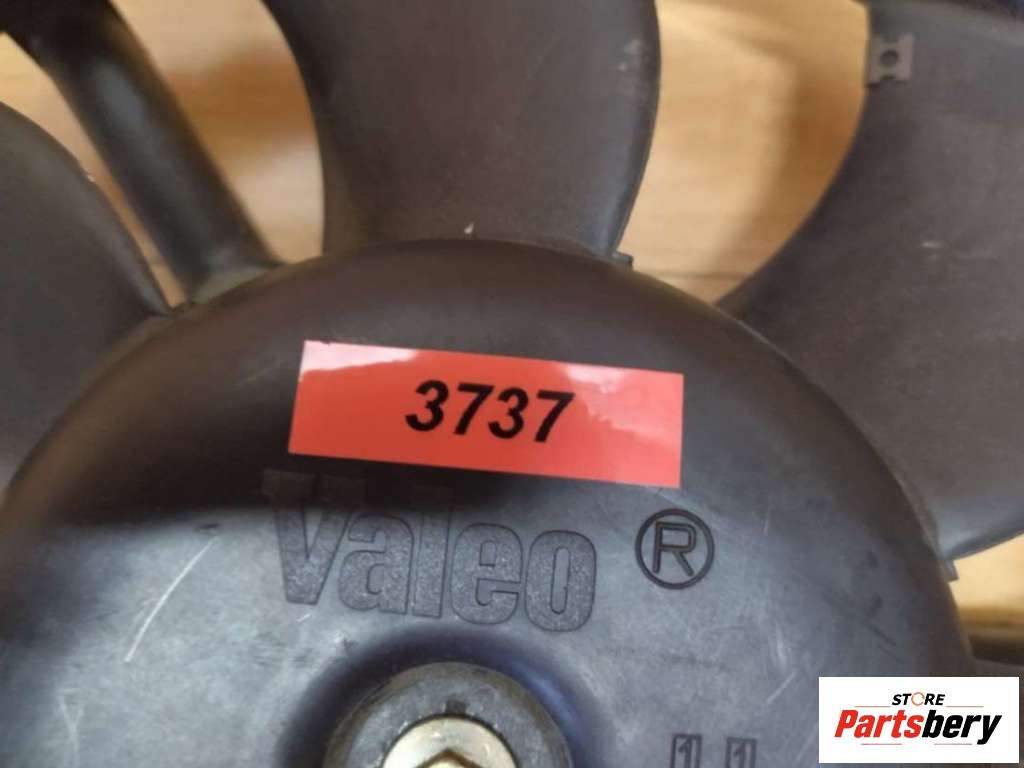 3737
Valeo ®
STORE
Partsbery